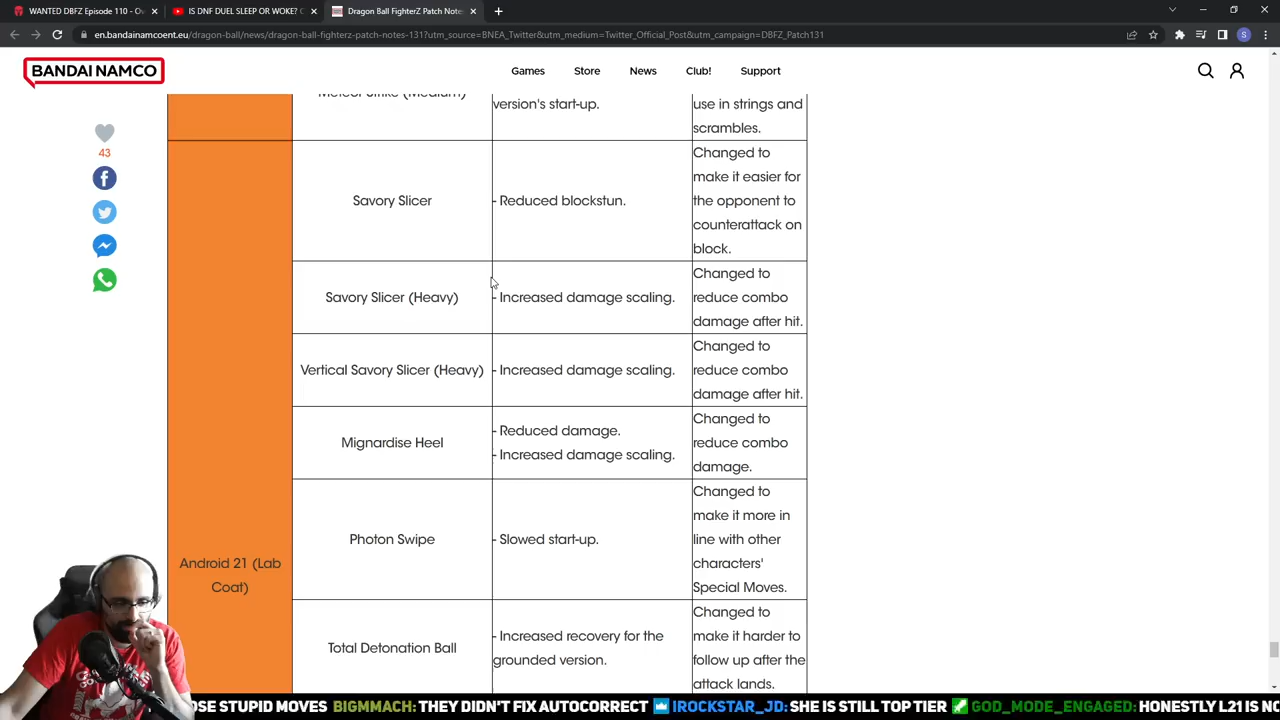 WANTED DBFZ Episode 110 - Ov
IS DNF DUEL SLEEP OR WOKE? C
Dragon Ball FighterZ Patch Notes
en.bandainamcoent.eu/dragon-ball/news/dragon-ball-fighterz-patch-notes-131?utm_source=BNEA_Twitter&utm_medium=Twitter_Official_Post&utm_campaign=DBFZ_Patch131
S
BANDAI NAMCO
Games
Store
News
Club!
Support
43
Meteor Strike (Medium)
version's start-up.
use in strings and
scrambles.
Android 21 (Lab
Coat)
Savory Slicer
- Reduced blockstun.
Changed to
make it easier for
the opponent to
counterattack on
block.
Savory Slicer (Heavy)
- Increased damage scaling.
Changed to
reduce combo
damage after hit.
Vertical Savory Slicer (Heavy)
- Increased damage scaling.
Changed to
reduce combo
damage after hit.
Mignardise Heel
- Reduced damage.
- Increased damage scaling.
Changed to
reduce combo
damage.
Photon Swipe
- Slowed start-up.
Changed to
make it more in
line with other
characters'
Special Moves.
Total Detonation Ball
- Increased recovery for the
grounded version.
Changed to
make it harder to
follow up after the
attack lands.
OSE STUPID MOVES BIGMMACH: THEY DIDN'T FIX AUTOCORRECT IROCKSTAR_JD: SHE IS STILL TOP TIER GOD_MODE_ENGAGED: HONESTLY L21 IS NO